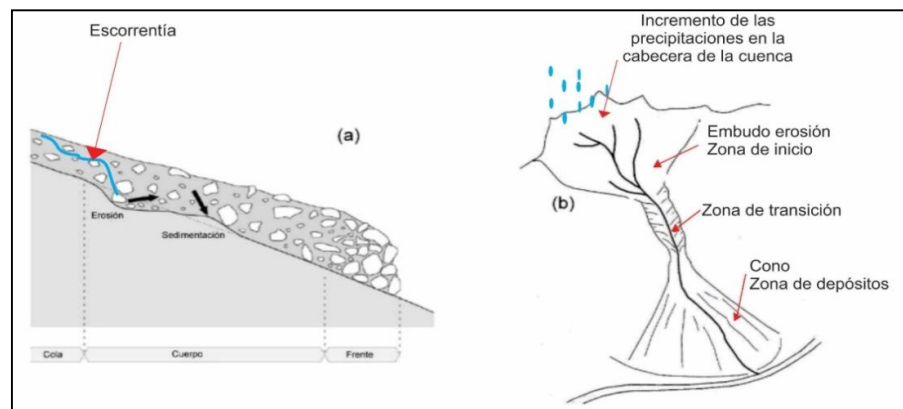 Escorrentía
(a)
Erosión
Sedimentación
Cola
Cuerpo
Frente
Incremento de las
precipitaciones en la
cabecera de la cuenca
Embudo erosión
Zona de inicio
(b)
Zona de transición
Cono
Zona de depósitos